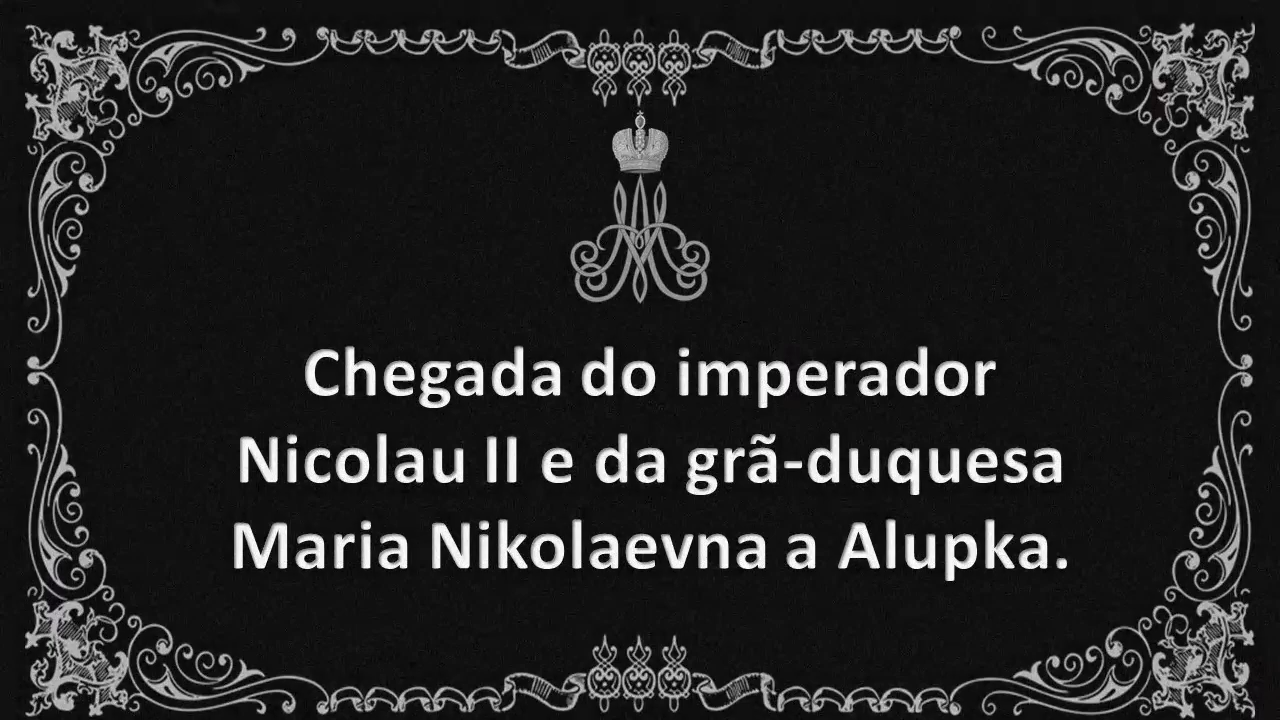 Chegada do imperador
Nicolau II e da grã-duquesa
Maria Nikolaevna a Alupka.